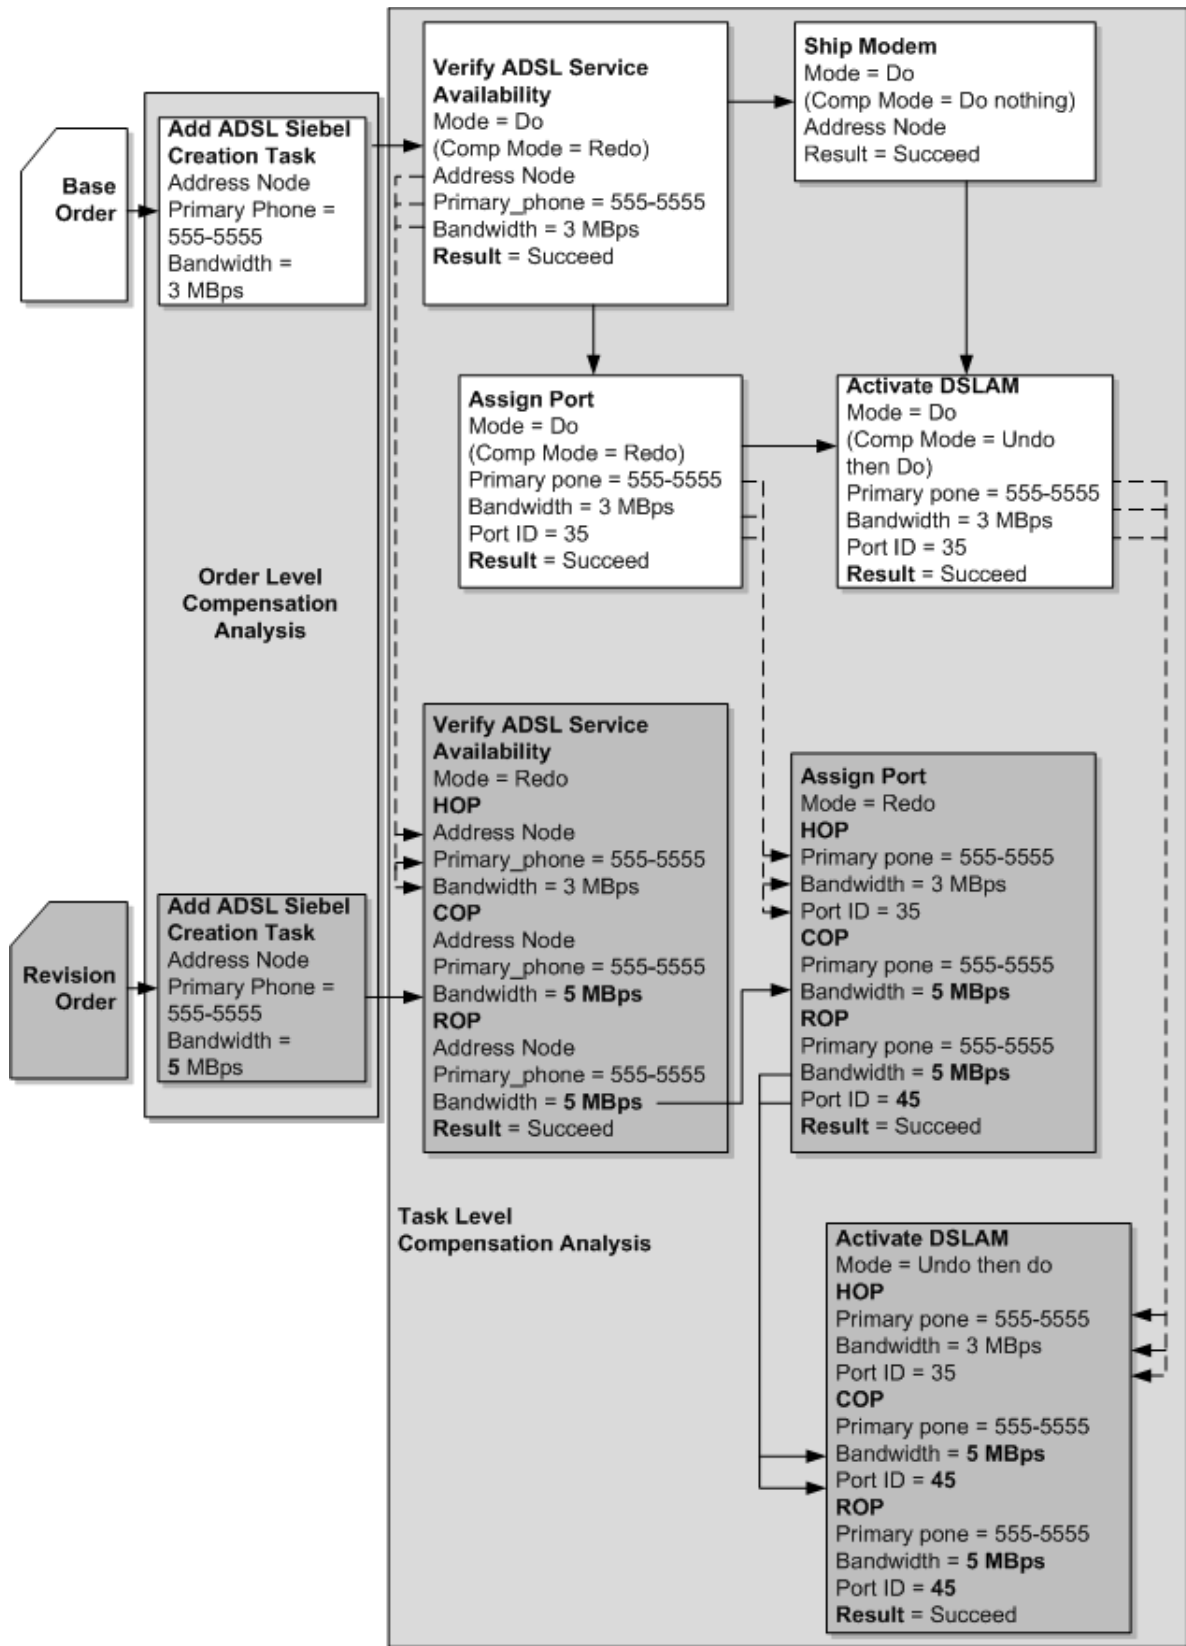 Base
Order
Add ADSL Siebel
Creation Task
Address Node
Primary Phone =
555-5555
Bandwidth =
3 MBps
Verify ADSL Service
Availability
Mode = Do
(Comp Mode = Redo)
Address Node
Primary_phone = 555-5555
Bandwidth = 3 MBps
Result = Succeed
Ship Modem
Mode = Do
(Comp Mode = Do nothing)
Address Node
Result = Succeed
Assign Port
Mode = Do
(Comp Mode = Redo)
Primary pone = 555-5555
Bandwidth = 3 MBps
Port ID = 35
Result = Succeed
Activate DSLAM
Mode = Do
(Comp Mode = Undo
then Do)
Primary pone = 555-5555
Bandwidth = 3 MBps
Port ID = 35
Result = Succeed
Order Level
Compensation
Analysis
Revision
Order
Add ADSL Siebel
Creation Task
Address Node
Primary Phone =
555-5555
Bandwidth =
5 MBps
Verify ADSL Service
Availability
Mode = Redo
HOP
Address Node
Primary_phone = 555-5555
Bandwidth = 3 MBps
COP
Address Node
Primary_phone = 555-5555
Bandwidth = 5 MBps
ROP
Address Node
Primary_phone = 555-5555
Bandwidth = 5 MBps
Result = Succeed
Assign Port
Mode = Redo
HOP
Primary pone = 555-5555
Bandwidth = 3 MBps
Port ID = 35
COP
Primary pone = 555-5555
Bandwidth = 5 MBps
ROP
Primary pone = 555-5555
Bandwidth = 5 MBps
Port ID = 45
Result = Succeed
Task Level
Compensation Analysis
Activate DSLAM
Mode = Undo then do
HOP
Primary pone = 555-5555
Bandwidth = 3 MBps
Port ID = 35
COP
Primary pone = 555-5555
Bandwidth = 5 MBps
Port ID = 45
ROP
Primary pone = 555-5555
Bandwidth = 5 MBps
Port ID = 45
Result = Succeed